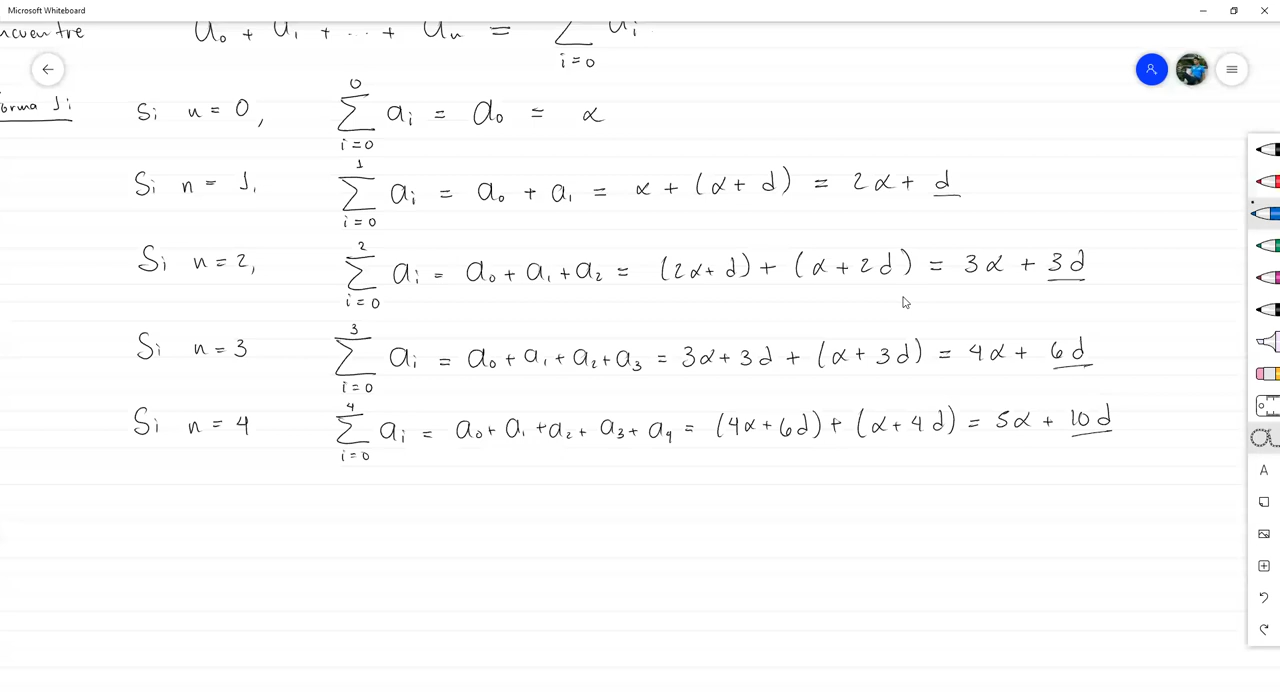 Microsoft Whiteboard
a₀ + a₁ + ... + aₙ = ∑_{i=0} aᵢ
Si n = 0, ∑_{i=0}^{0} aᵢ = a₀ = α
Si n = 1, ∑_{i=0}^{1} aᵢ = a₀ + a₁ = α + (α + d) = 2α + d
Si n = 2, ∑_{i=0}^{2} aᵢ = a₀ + a₁ + a₂ = (2α + d) + (α + 2d) = 3α + 3d
Si n = 3 ∑_{i=0}^{3} aᵢ = a₀ + a₁ + a₂ + a₃ = 3α + 3d + (α + 3d) = 4α + 6d
Si n = 4 ∑_{i=0}^{4} aᵢ = a₀ + a₁ + a₂ + a₃ + a₄ = (4α + 6d) + (α + 4d) = 5α + 10d
A